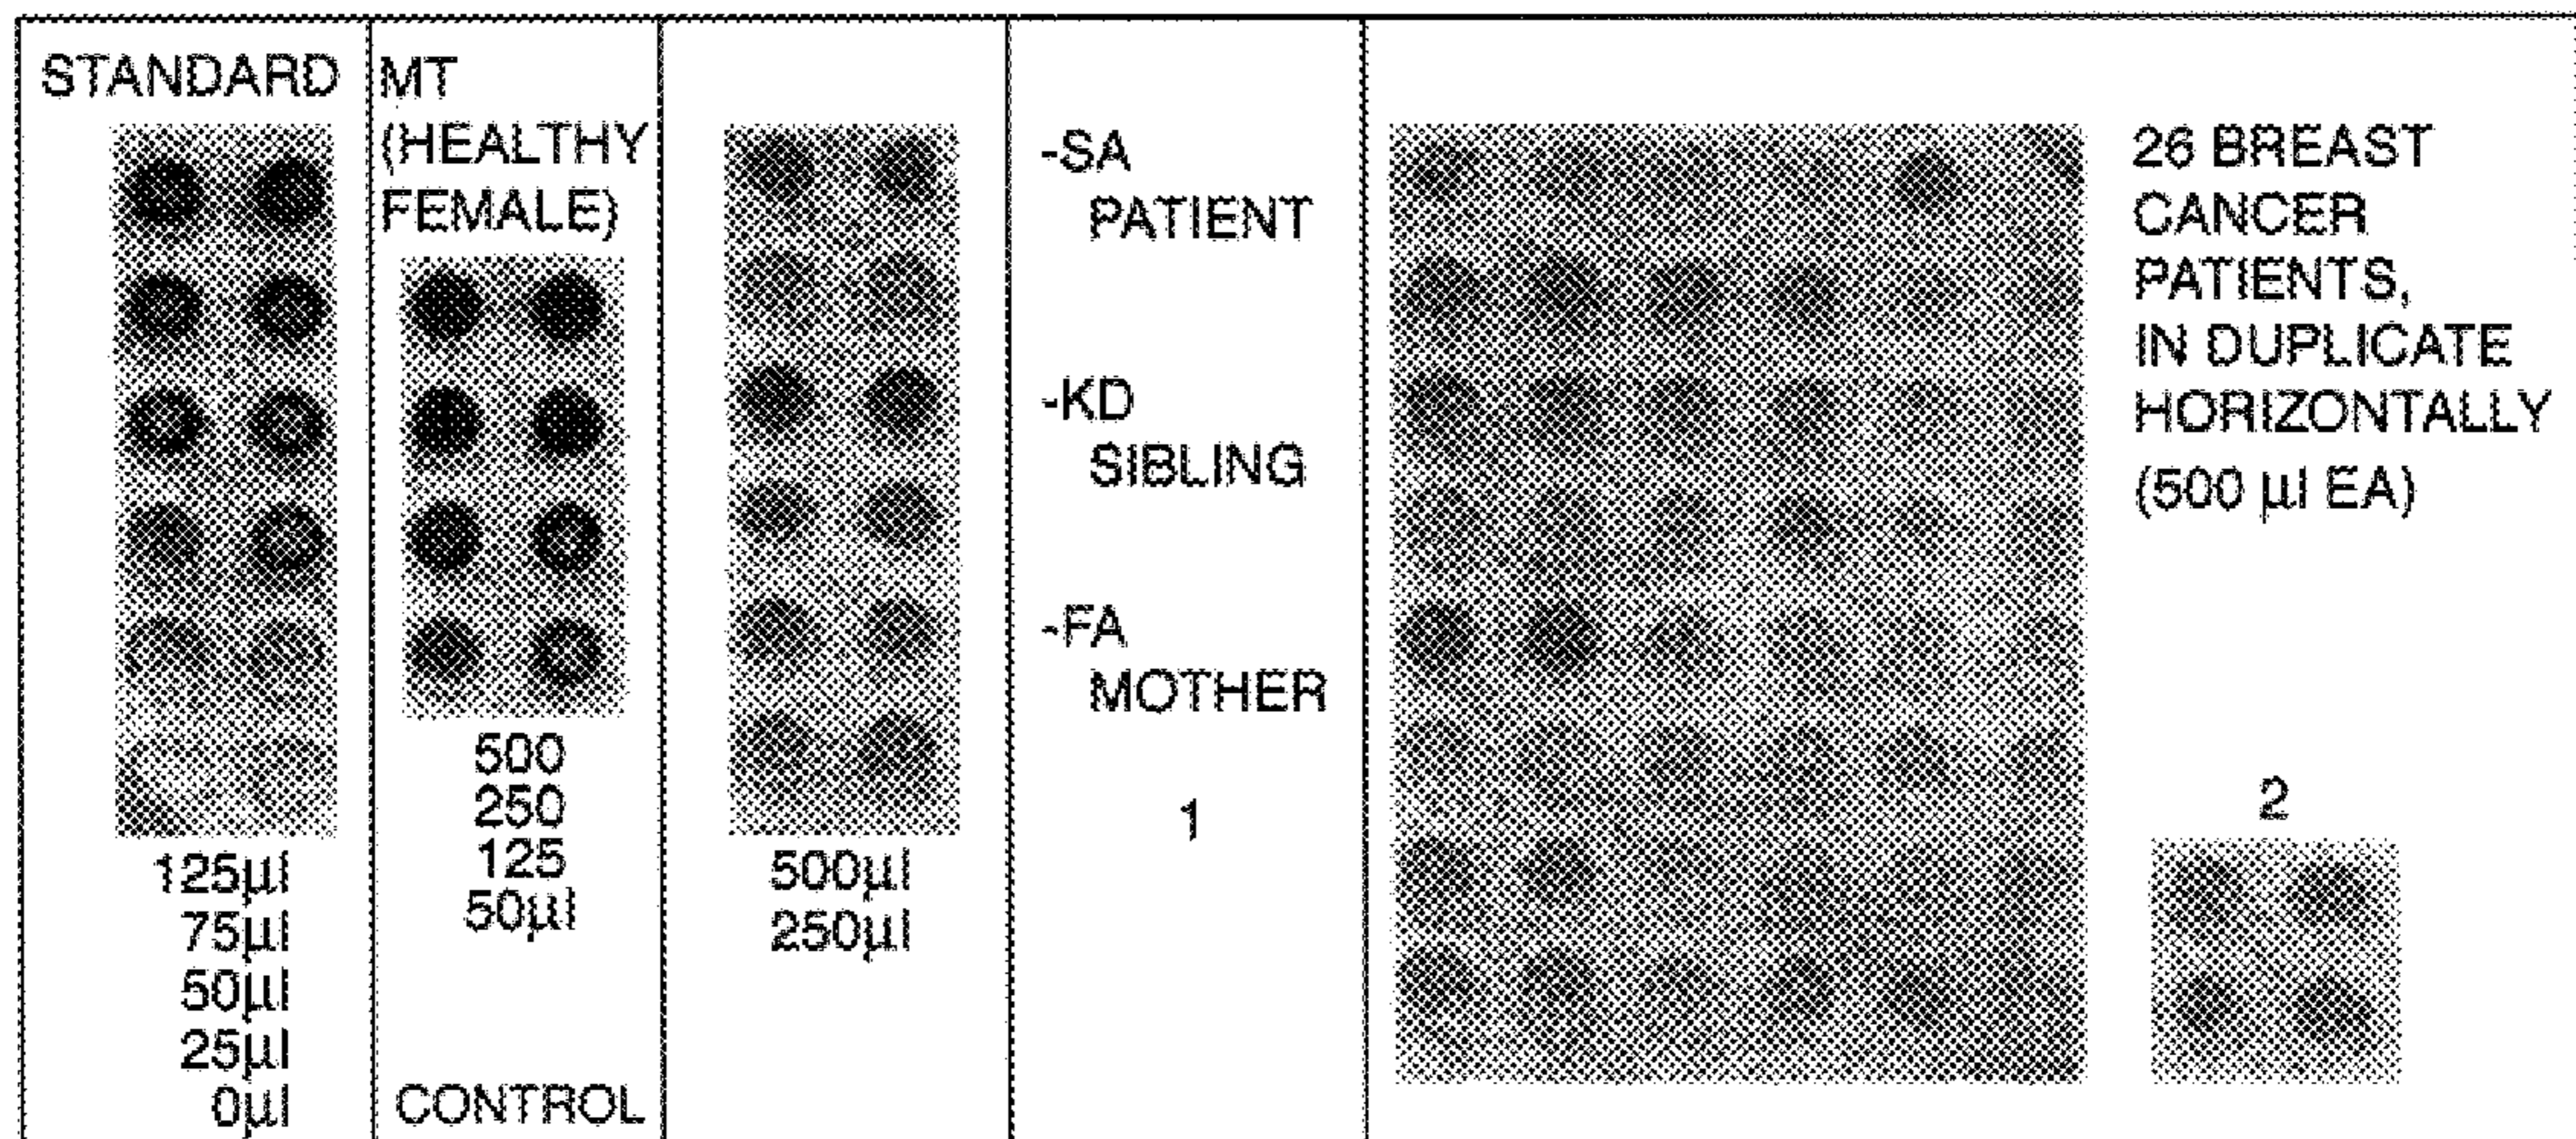 STANDARD
125µl
75µl
50µl
25µl
0µl
MT
(HEALTHY
FEMALE)
500
250
125
50µl
CONTROL
500µl
250µl
-SA
PATIENT
-KD
SIBLING
-FA
MOTHER
1
26 BREAST
CANCER
PATIENTS,
IN DUPLICATE
HORIZONTALLY
(500 µl EA)
2